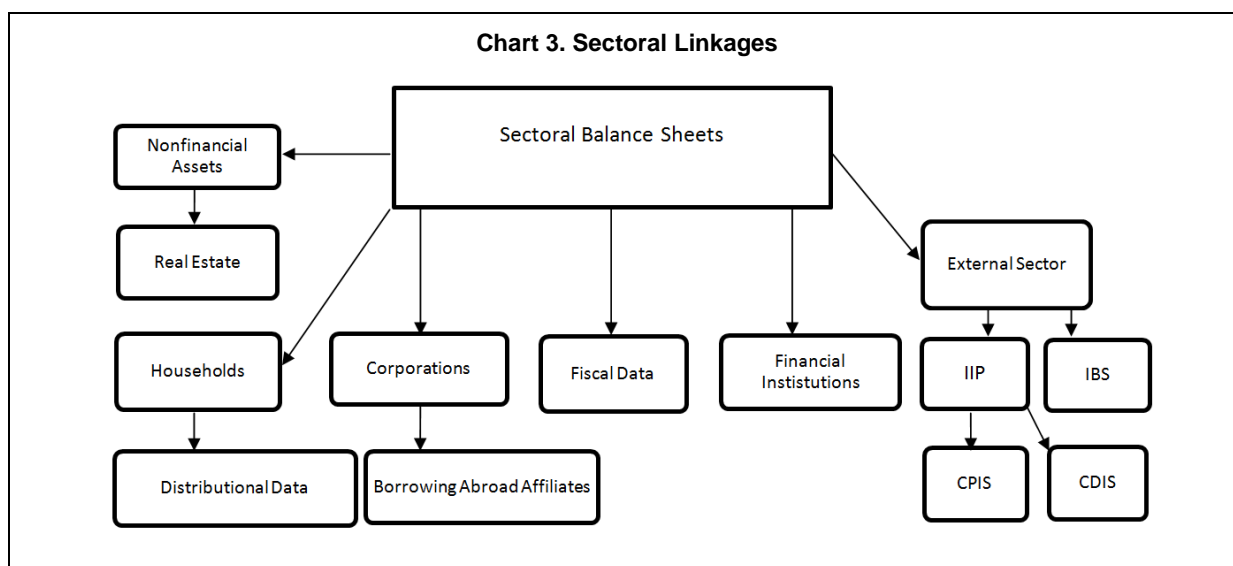 Chart 3. Sectoral Linkages
Sectoral Balance Sheets
Nonfinancial
Assets
Real Estate
External Sector
Households
Corporations
Fiscal Data
Financial
Instistutions
IIP
IBS
Distributional Data
Borrowing Abroad Affiliates
CPIS
CDIS